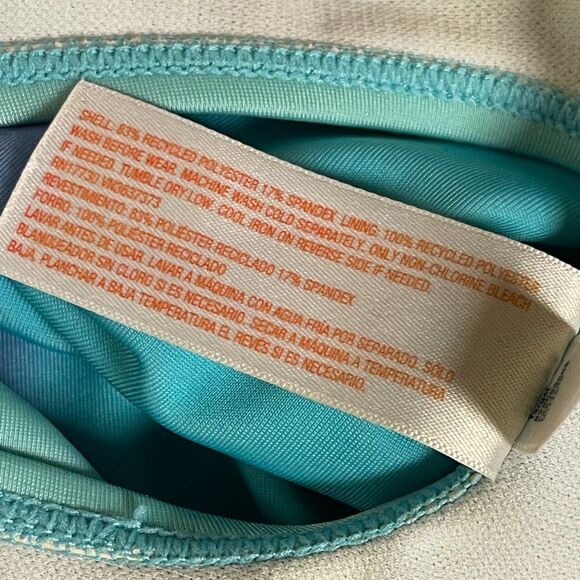 SHELL: 83% RECYCLED POLYESTER 17% SPANDEX LINING: 100% RECYCLED POLYESTER
WASH BEFORE WEAR. MACHINE WASH COLD SEPARATELY. ONLY NON-CHLORINE BLEACH
IF NEEDED. TUMBLE DRY LOW. COOL IRON ON REVERSE SIDE IF NEEDED.
REVESTIMIENTO: 83% POLIÉSTER RECICLADO 17% SPANDEX
FORRO: 100% POLIÉSTER RECICLADO
LAVAR ANTES DE USAR. LAVAR A MÁQUINA CON AGUA FRÍA POR SEPARADO. SOLO
BLANQUEADOR SIN CLORO SI ES NECESARIO. SECAR A MÁQUINA A TEMPERATURA
BAJA. PLANCHAR A BAJA TEMPERATURA EL REVÉS SI ES NECESARIO.